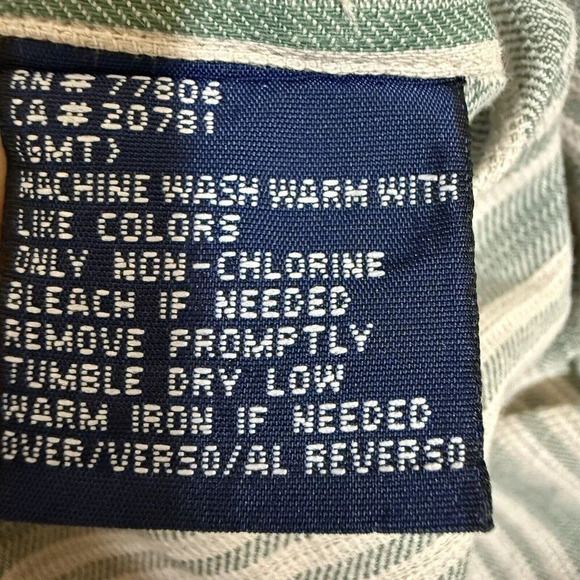 RN# 77806
CA# 20781
(GMT)
MACHINE WASH WARM WITH
LIKE COLORS
ONLY NON-CHLORINE
BLEACH IF NEEDED
REMOVE PROMPTLY
TUMBLE DRY LOW
WARM IRON IF NEEDED
OVER/VERSO/AL REVERSO